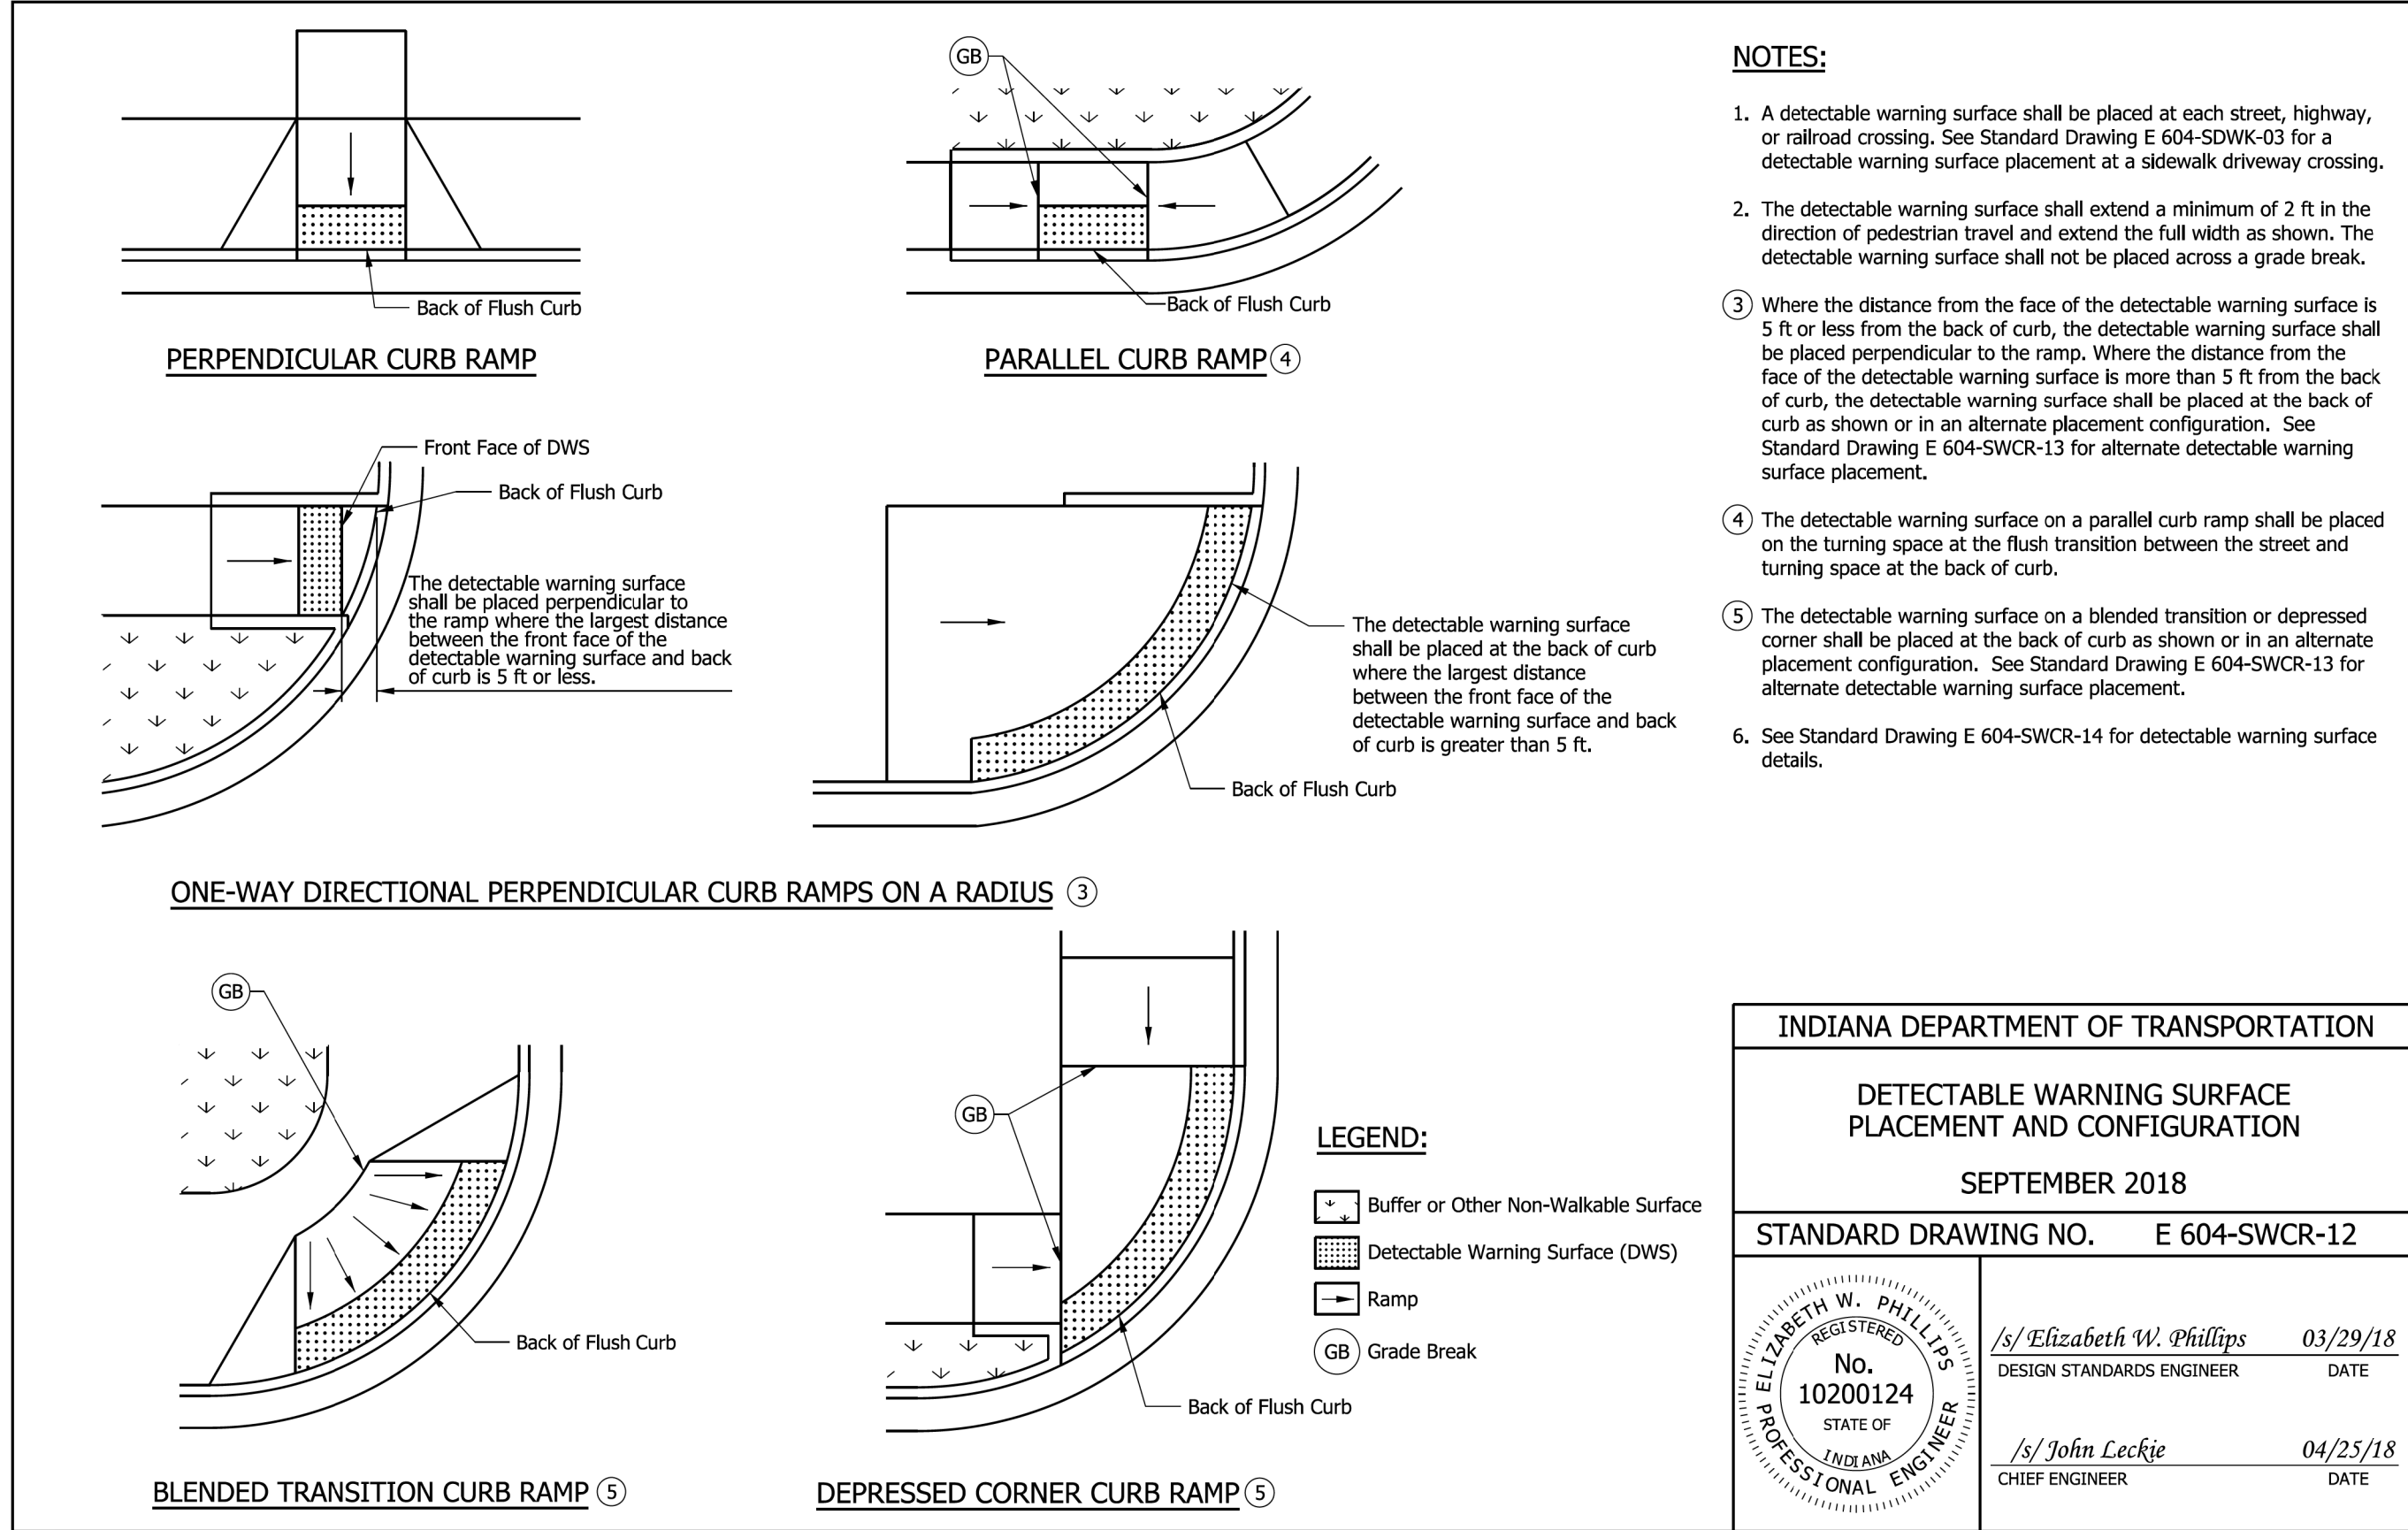 GB
Back of Flush Curb
PERPENDICULAR CURB RAMP
Back of Flush Curb
PARALLEL CURB RAMP 4
Front Face of DWS
Back of Flush Curb
The detectable warning surface
shall be placed perpendicular to
the ramp where the largest distance
between the front face of the
detectable warning surface and back
of curb is 5 ft or less.
The detectable warning surface
shall be placed at the back of curb
where the largest distance
between the front face of the
detectable warning surface and back
of curb is greater than 5 ft.
Back of Flush Curb
ONE-WAY DIRECTIONAL PERPENDICULAR CURB RAMPS ON A RADIUS 3
GB
Back of Flush Curb
BLENDED TRANSITION CURB RAMP 5
GB
Back of Flush Curb
DEPRESSED CORNER CURB RAMP 5
LEGEND:
Buffer or Other Non-Walkable Surface
Detectable Warning Surface (DWS)
Ramp
GB Grade Break
NOTES:
1. A detectable warning surface shall be placed at each street, highway,
or railroad crossing. See Standard Drawing E 604-SDWK-03 for a
detectable warning surface placement at a sidewalk driveway crossing.
2. The detectable warning surface shall extend a minimum of 2 ft in the
direction of pedestrian travel and extend the full width as shown. The
detectable warning surface shall not be placed across a grade break.
3 Where the distance from the face of the detectable warning surface is
5 ft or less from the back of curb, the detectable warning surface shall
be placed perpendicular to the ramp. Where the distance from the
face of the detectable warning surface is more than 5 ft from the back
of curb, the detectable warning surface shall be placed at the back of
curb as shown or in an alternate placement configuration. See
Standard Drawing E 604-SWCR-13 for alternate detectable warning
surface placement.
4 The detectable warning surface on a parallel curb ramp shall be placed
on the turning space at the flush transition between the street and
turning space at the back of curb.
5 The detectable warning surface on a blended transition or depressed
corner shall be placed at the back of curb as shown or in an alternate
placement configuration. See Standard Drawing E 604-SWCR-13 for
alternate detectable warning surface placement.
6. See Standard Drawing E 604-SWCR-14 for detectable warning surface
details.
INDIANA DEPARTMENT OF TRANSPORTATION
DETECTABLE WARNING SURFACE
PLACEMENT AND CONFIGURATION
SEPTEMBER 2018
STANDARD DRAWING NO. E 604-SWCR-12
ELIZABETH W. PHILLIPS
REGISTERED
No.
10200124
STATE OF
INDIANA
PROFESSIONAL ENGINEER
/s/ Elizabeth W. Phillips 03/29/18
DESIGN STANDARDS ENGINEER DATE
/s/ John Leckie 04/25/18
CHIEF ENGINEER DATE